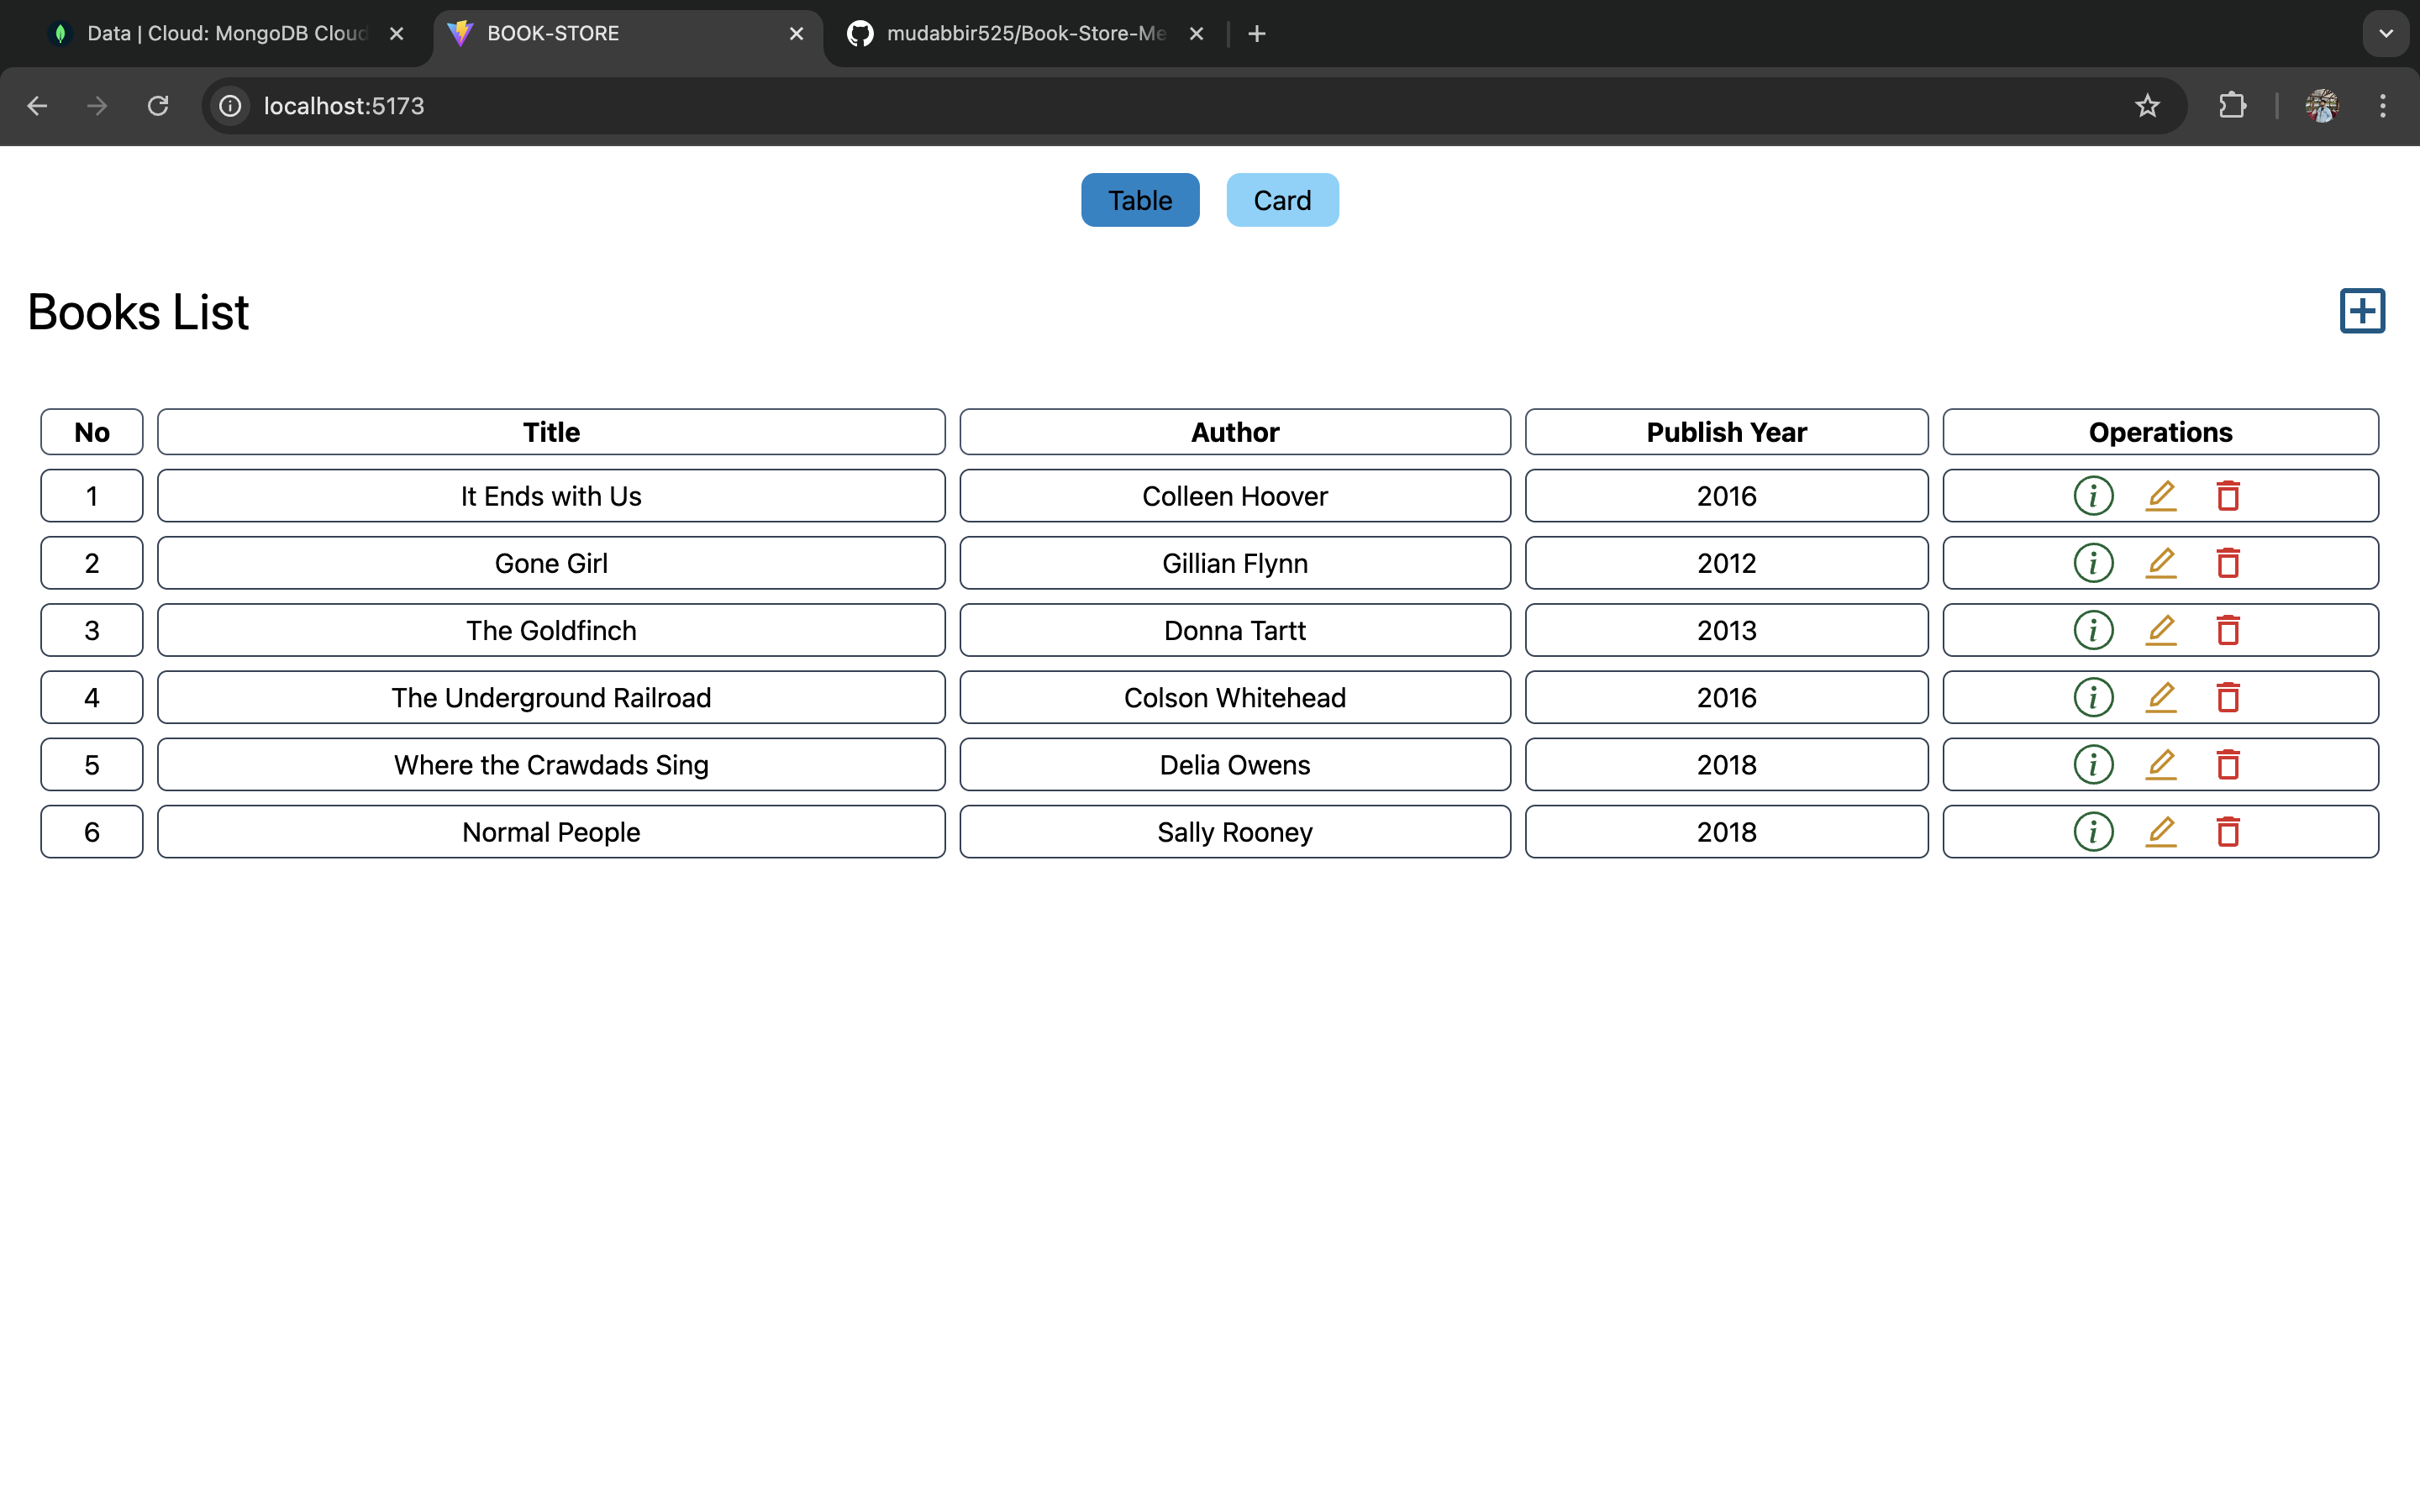 Data | Cloud: MongoDB Cloud
BOOK-STORE
mudabbir525/Book-Store-Me
localhost:5173
Table Card
Books List
No Title Author Publish Year Operations
1 It Ends with Us Colleen Hoover 2016
2 Gone Girl Gillian Flynn 2012
3 The Goldfinch Donna Tartt 2013
4 The Underground Railroad Colson Whitehead 2016
5 Where the Crawdads Sing Delia Owens 2018
6 Normal People Sally Rooney 2018